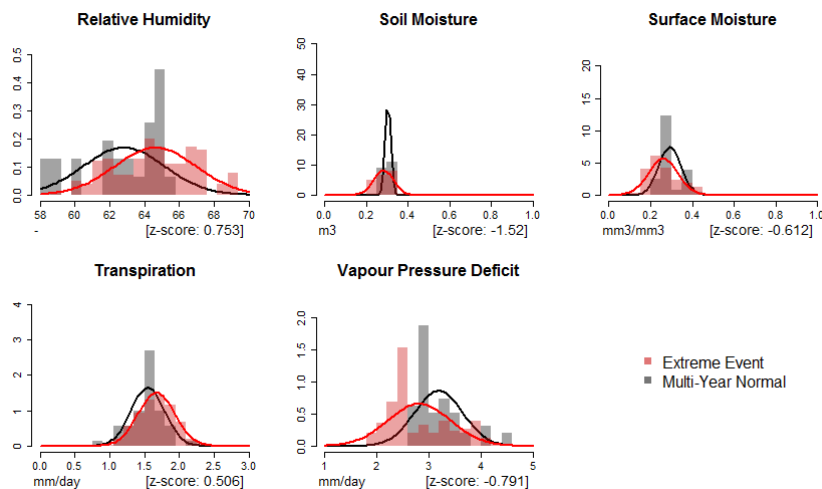 Relative Humidity
0.0 0.1 0.2 0.3 0.4 0.5
58 60 62 64 66 68 70
- [z-score: 0.753]
Soil Moisture
0 10 20 30 40 50
0.0 0.2 0.4 0.6 0.8 1.0
m3 [z-score: -1.52]
Surface Moisture
0 5 10 15 20
0.0 0.2 0.4 0.6 0.8 1.0
mm3/mm3 [z-score: -0.612]
Transpiration
0 1 2 3 4
0.0 0.5 1.0 1.5 2.0 2.5 3.0
mm/day [z-score: 0.506]
Vapour Pressure Deficit
0.0 0.5 1.0 1.5 2.0
1 2 3 4 5
mm/day [z-score: -0.791]
Extreme Event
Multi-Year Normal